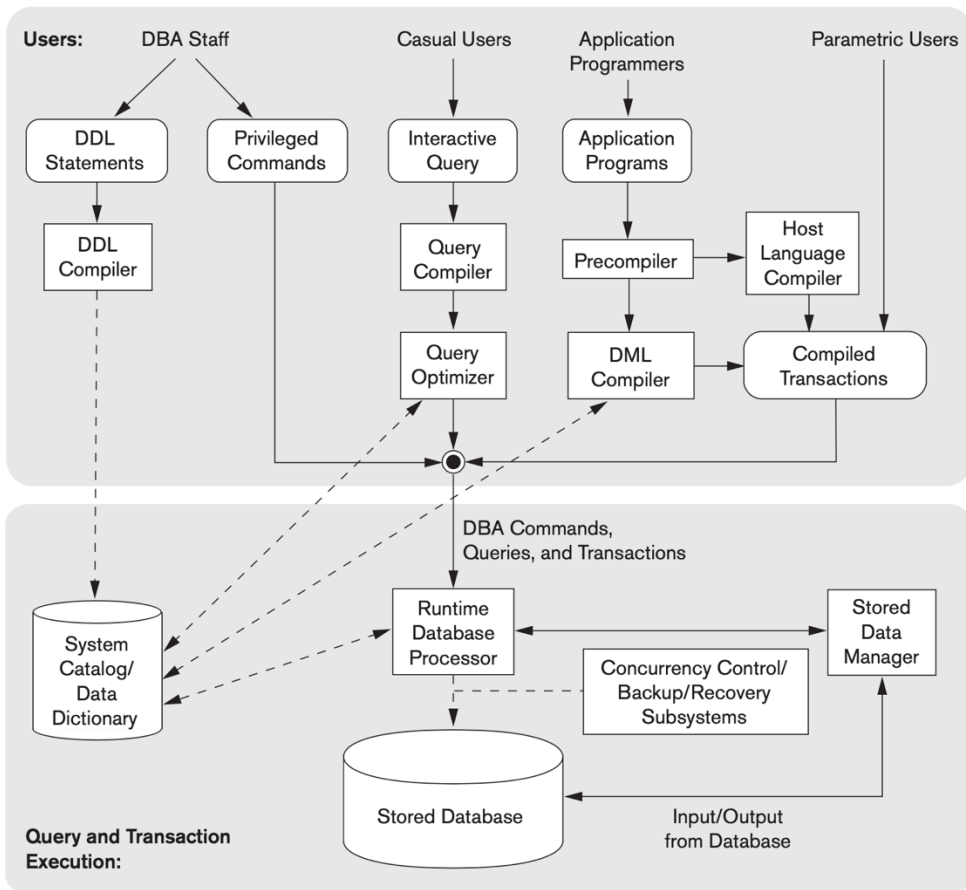 Users:
DBA Staff
Casual Users
Application
Programmers
Parametric Users
DDL
Statements
Privileged
Commands
Interactive
Query
Application
Programs
DDL
Compiler
Query
Compiler
Precompiler
Host
Language
Compiler
Query
Optimizer
DML
Compiler
Compiled
Transactions
DBA Commands,
Queries, and Transactions
System
Catalog/
Data
Dictionary
Runtime
Database
Processor
Stored
Data
Manager
Concurrency Control/
Backup/Recovery
Subsystems
Stored Database
Input/Output
from Database
Query and Transaction
Execution: